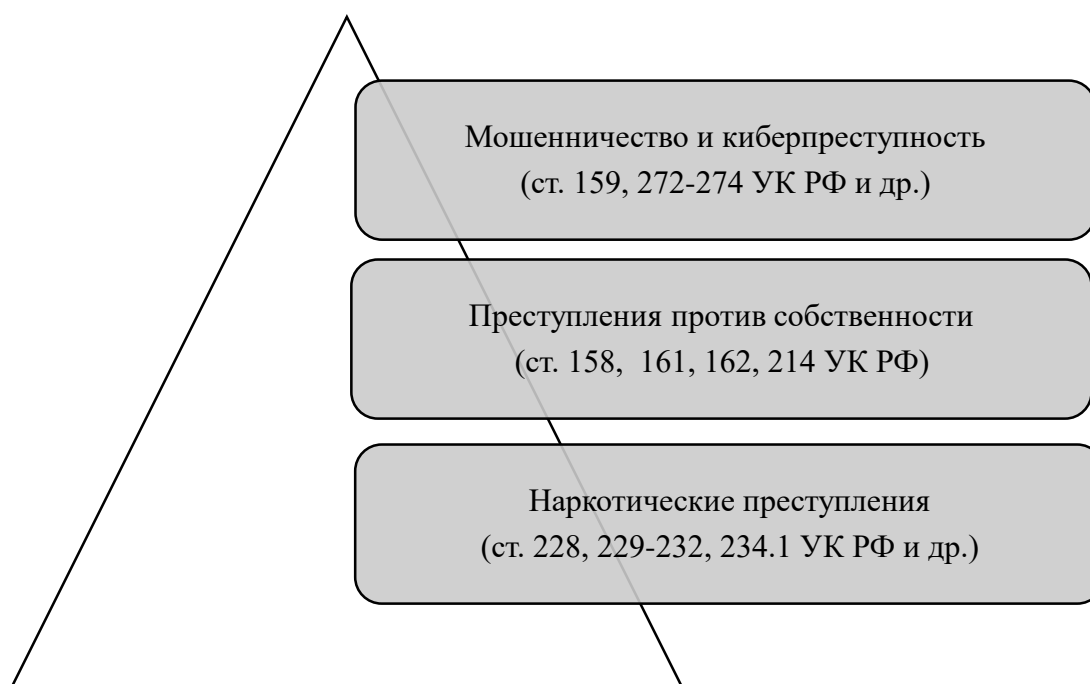 Мошенничество и киберпреступность
(ст. 159, 272-274 УК РФ и др.)
Преступления против собственности
(ст. 158,  161, 162, 214 УК РФ)
Наркотические преступления
(ст. 228, 229-232, 234.1 УК РФ и др.)